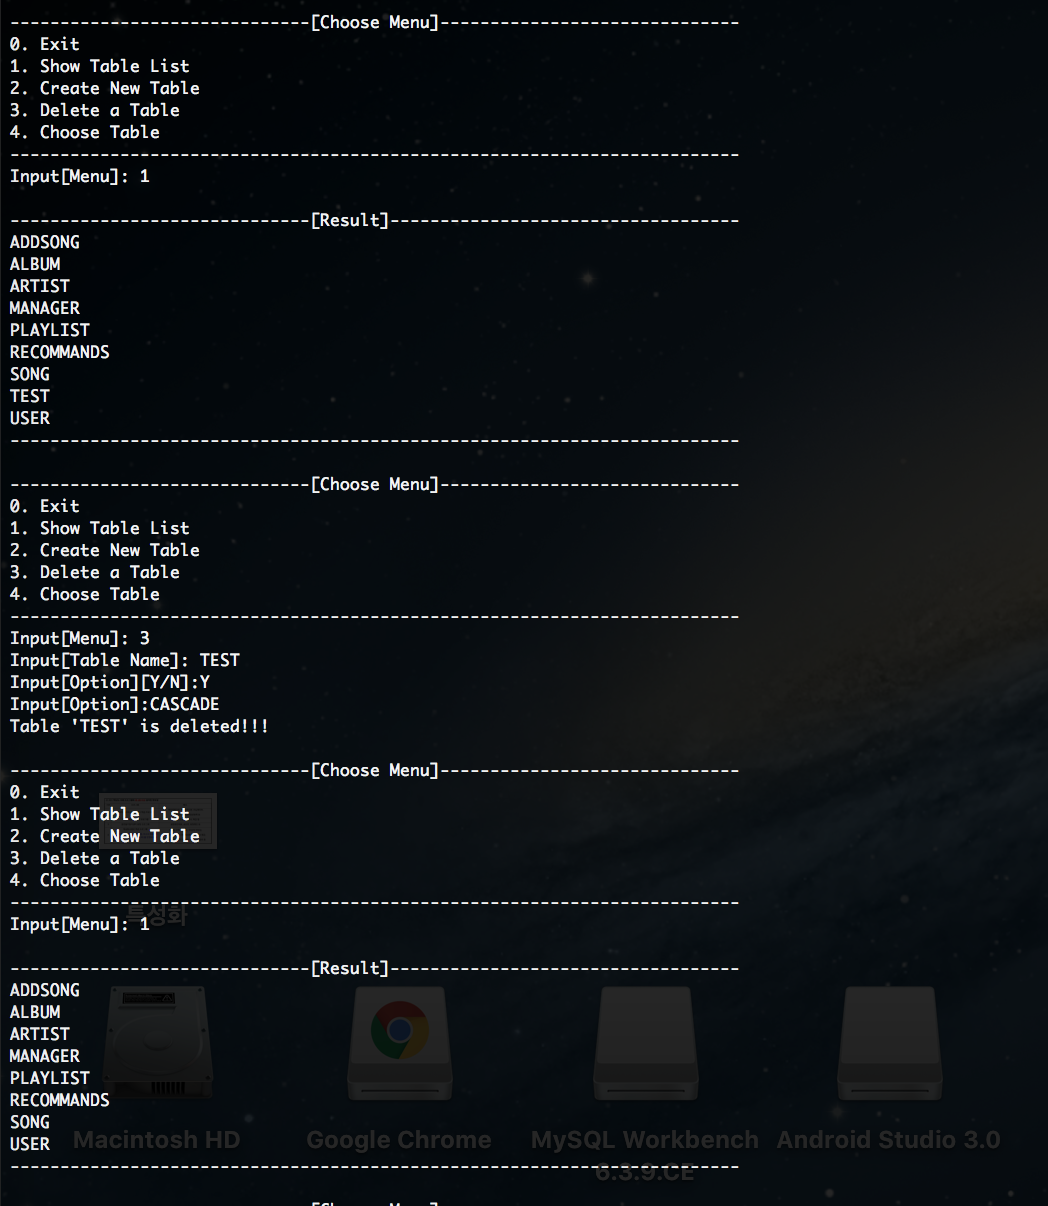 ------------------------------[Choose Menu]------------------------------
0. Exit
1. Show Table List
2. Create New Table
3. Delete a Table
4. Choose Table
-------------------------------------------------------------------------
Input[Menu]: 1
------------------------------[Result]-----------------------------------
ADDSONG
ALBUM
ARTIST
MANAGER
PLAYLIST
RECOMMANDS
SONG
TEST
USER
-------------------------------------------------------------------------
------------------------------[Choose Menu]------------------------------
0. Exit
1. Show Table List
2. Create New Table
3. Delete a Table
4. Choose Table
-------------------------------------------------------------------------
Input[Menu]: 3
Input[Table Name]: TEST
Input[Option][Y/N]:Y
Input[Option]:CASCADE
Table 'TEST' is deleted!!!
------------------------------[Choose Menu]------------------------------
0. Exit
1. Show Table List
2. Create New Table
3. Delete a Table
4. Choose Table
-------------------------------------------------------------------------
특성화
Input[Menu]: 1
------------------------------[Result]-----------------------------------
ADDSONG
ALBUM
ARTIST
MANAGER
PLAYLIST
RECOMMANDS
SONG
USER
Macintosh HD
Google Chrome
MySQL Workbench
6.3.9.CE
Android Studio 3.0
-------------------------------------------------------------------------
------------------------------[Choose Menu]------------------------------